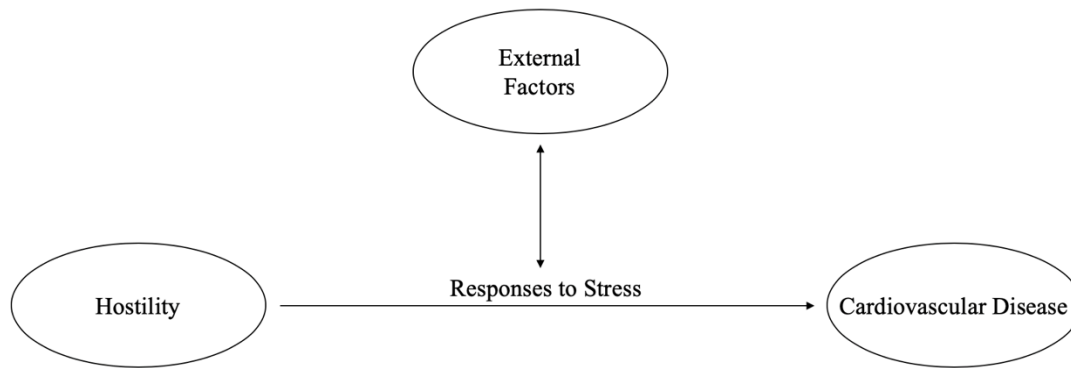 External
Factors
Responses to Stress
Hostility
Cardiovascular Disease